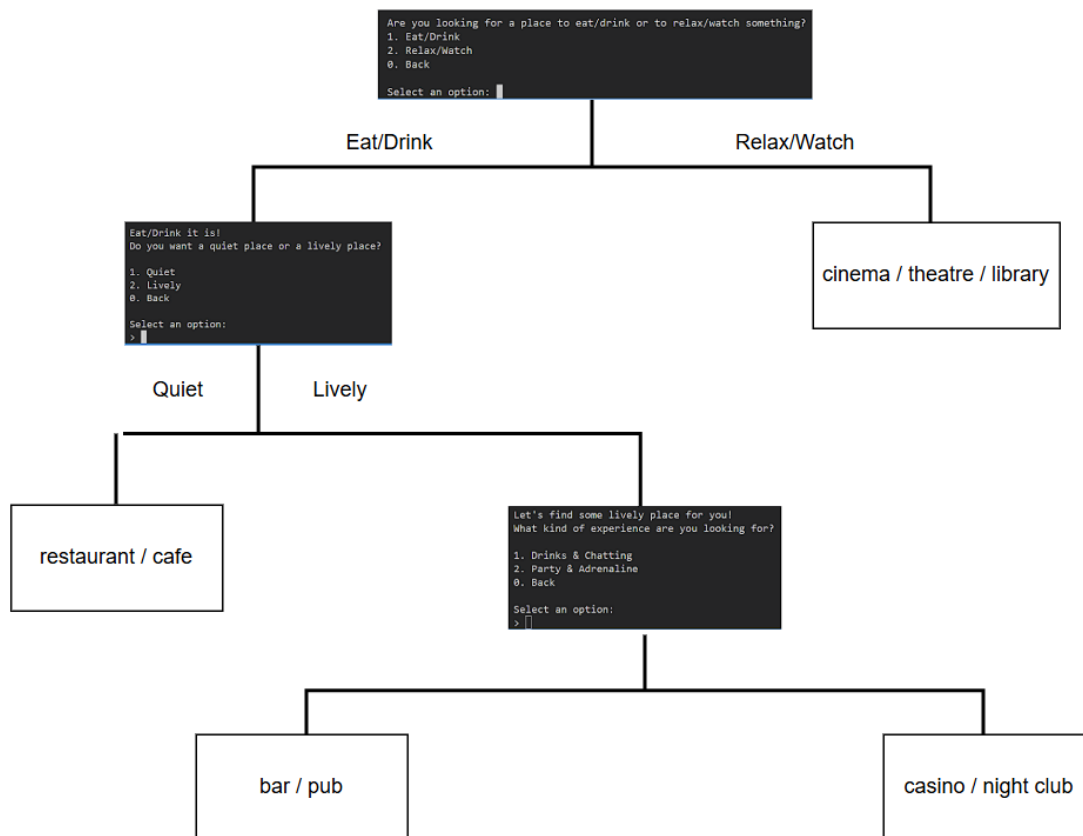 Are you looking for a place to eat/drink or to relax/watch something?
1. Eat/Drink
2. Relax/Watch
0. Back
Select an option:
Eat/Drink
Relax/Watch
Eat/Drink it is!
Do you want a quiet place or a lively place?
1. Quiet
2. Lively
0. Back
Select an option:
>
cinema / theatre / library
Quiet
Lively
restaurant / cafe
Let's find some lively place for you!
What kind of experience are you looking for?
1. Drinks & Chatting
2. Party & Adrenaline
0. Back
Select an option:
>
bar / pub
casino / night club